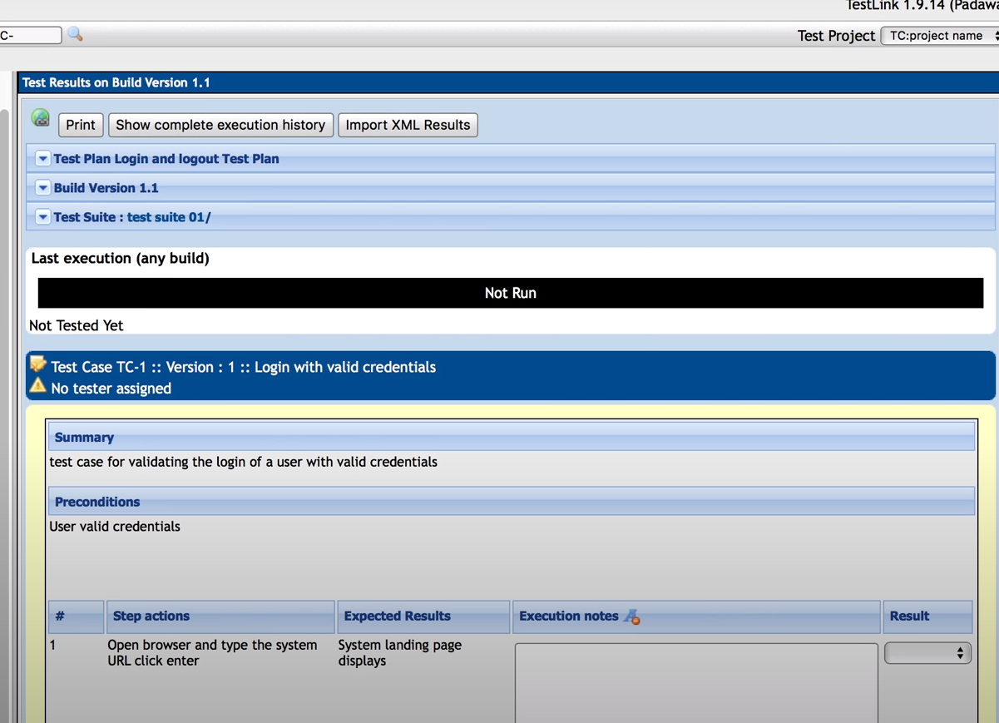 TestLink 1.9.14 (Padawa
C-
Test Project TC:project name
Test Results on Build Version 1.1
Print Show complete execution history Import XML Results
Test Plan Login and logout Test Plan
Build Version 1.1
Test Suite : test suite 01/
Last execution (any build)
Not Run
Not Tested Yet
Test Case TC-1 :: Version : 1 :: Login with valid credentials
No tester assigned
Summary
test case for validating the login of a user with valid credentials
Preconditions
User valid credentials
# Step actions Expected Results Execution notes Result
1 Open browser and type the system System landing page
URL click enter displays